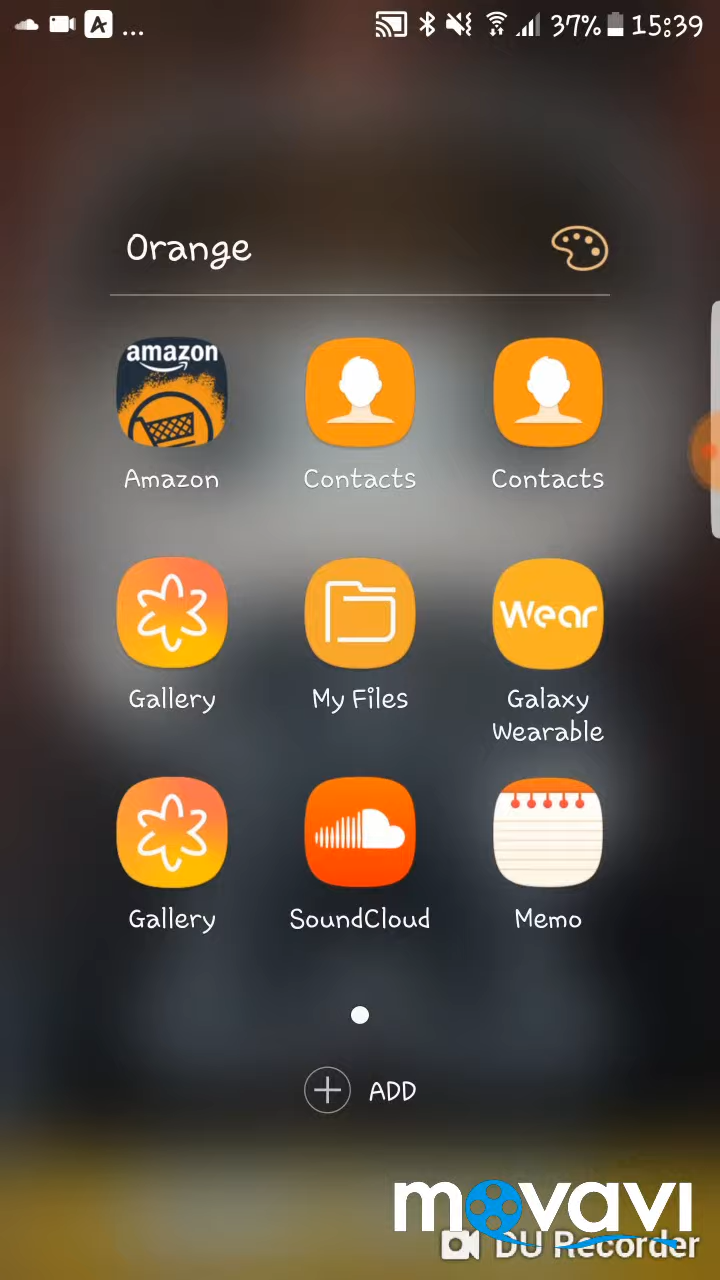 A ... 37% 15:39
Orange
amazon
Amazon Contacts Contacts
Wear
Gallery My Files Galaxy
Wearable
Gallery SoundCloud Memo
ADD
movavi
DU Recorder